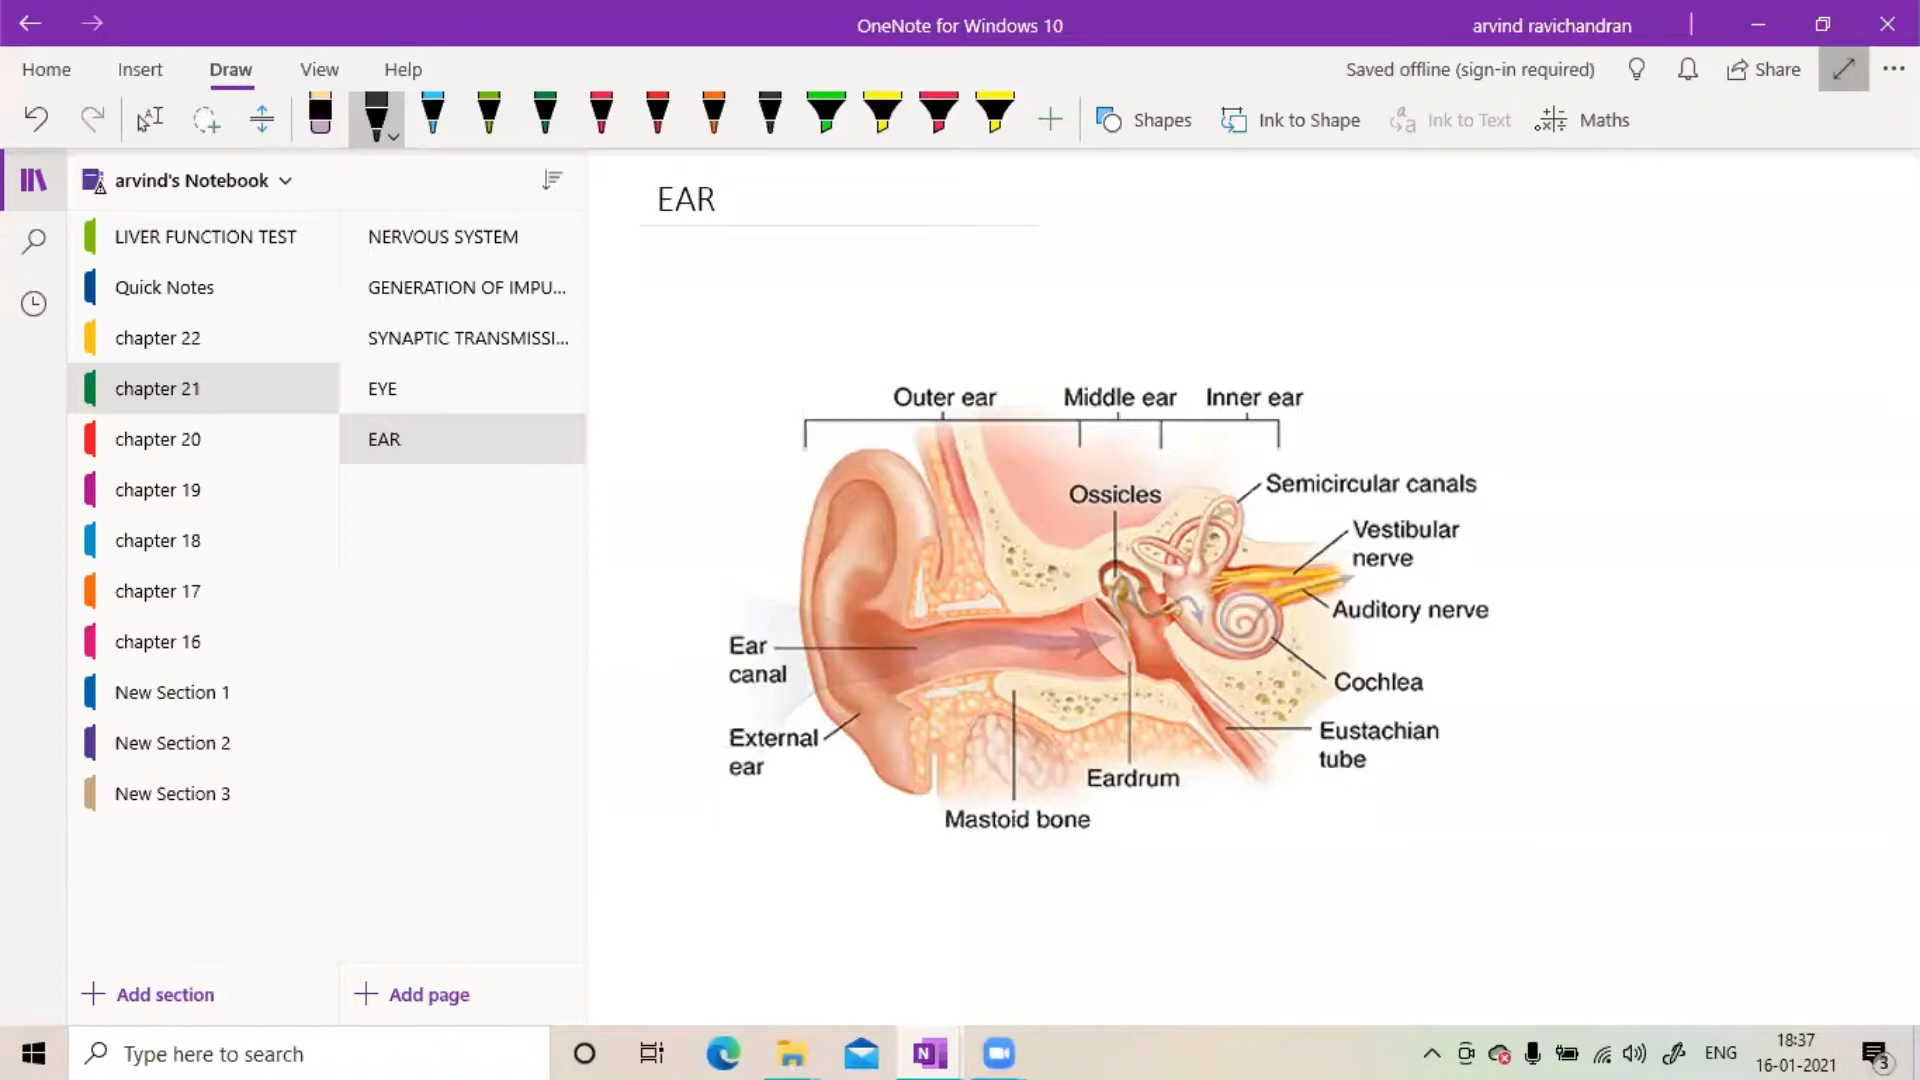 OneNote for Windows 10
arvind ravichandran
Home Insert Draw View Help
Saved offline (sign-in required)
Share
Shapes
Ink to Shape
Ink to Text
Maths
arvind's Notebook
LIVER FUNCTION TEST
Quick Notes
chapter 22
chapter 21
chapter 20
chapter 19
chapter 18
chapter 17
chapter 16
New Section 1
New Section 2
New Section 3
Add section
NERVOUS SYSTEM
GENERATION OF IMPU...
SYNAPTIC TRANSMISSI...
EYE
EAR
Add page
EAR
Outer ear
Middle ear
Inner ear
Ossicles
Semicircular canals
Vestibular
nerve
Auditory nerve
Ear
canal
Cochlea
External
ear
Eustachian
tube
Eardrum
Mastoid bone
Type here to search
N
ENG
18:37
16-01-2021
3